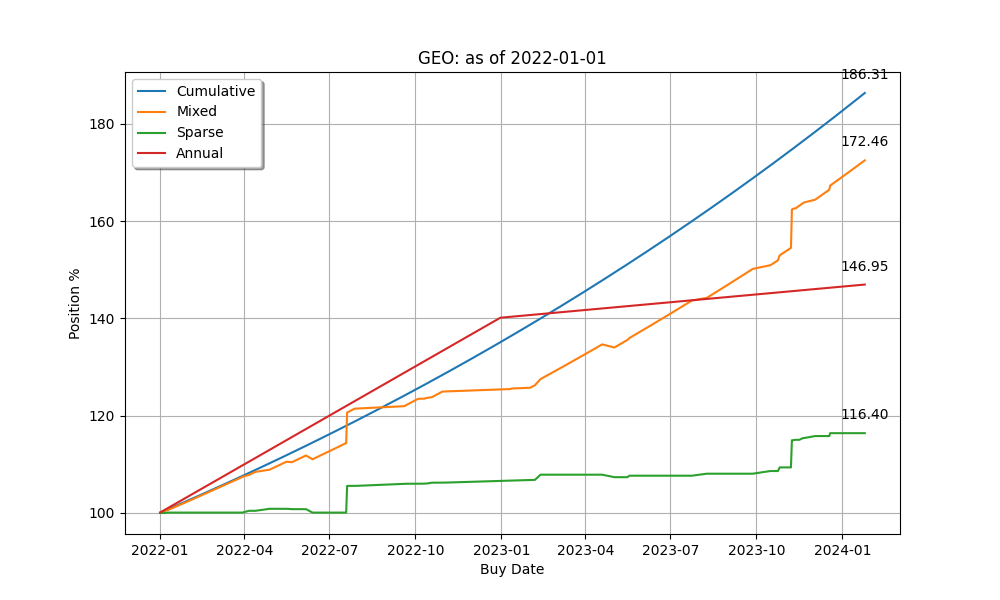 GEO: as of 2022-01-01
Cumulative
Mixed
Sparse
Annual
186.31
172.46
146.95
116.40
180
160
140
120
100
Position %
2022-01 2022-04 2022-07 2022-10 2023-01 2023-04 2023-07 2023-10 2024-01
Buy Date